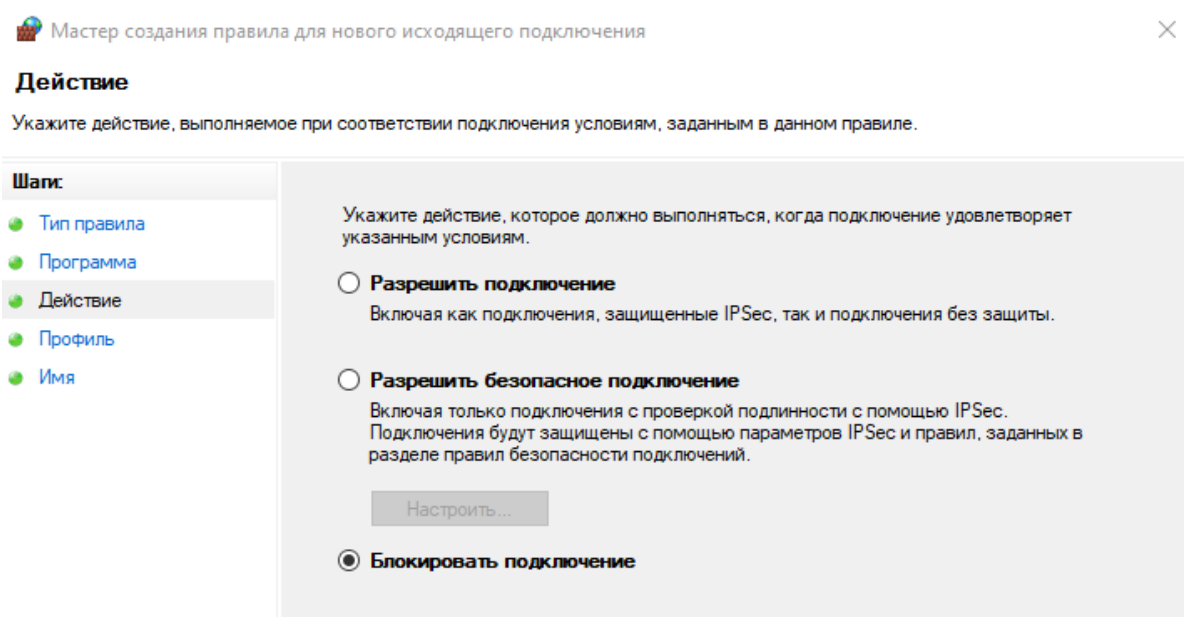 Мастер создания правила для нового исходящего подключения
Действие
Укажите действие, выполняемое при соответствии подключения условиям, заданным в данном правиле.
Шаги:
Тип правила
Программа
Действие
Профиль
Имя
Укажите действие, которое должно выполняться, когда подключение удовлетворяет
указанным условиям.
Разрешить подключение
Включая как подключения, защищенные IPSec, так и подключения без защиты.
Разрешить безопасное подключение
Включая только подключения с проверкой подлинности с помощью IPSec.
Подключения будут защищены с помощью параметров IPSec и правил, заданных в
разделе правил безопасности подключений.
Настроить...
Блокировать подключение